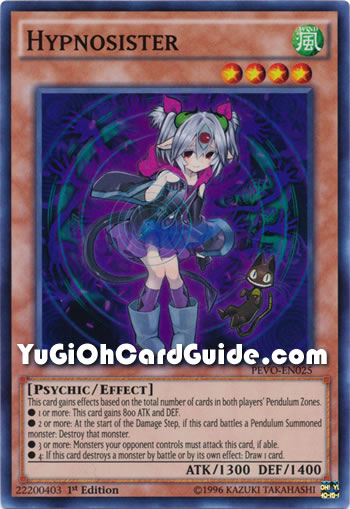 HYPNOSISTER
WIND
風
YuGiOhCardGuide.com
PEVO-EN025
[PSYCHIC/EFFECT]
This card gains effects based on the total number of cards in both players' Pendulum Zones.
● 1 or more: This card gains 800 ATK and DEF.
● 2 or more: At the start of the Damage Step, if this card battles a Pendulum Summoned
monster: Destroy that monster.
● 3 or more: Monsters your opponent controls must attack this card, if able.
● 4: If this card destroys a monster by battle or by its own effect: Draw 1 card.
ATK/1300 DEF/1400
22200403 1st Edition ©1996 KAZUKI TAKAHASHI